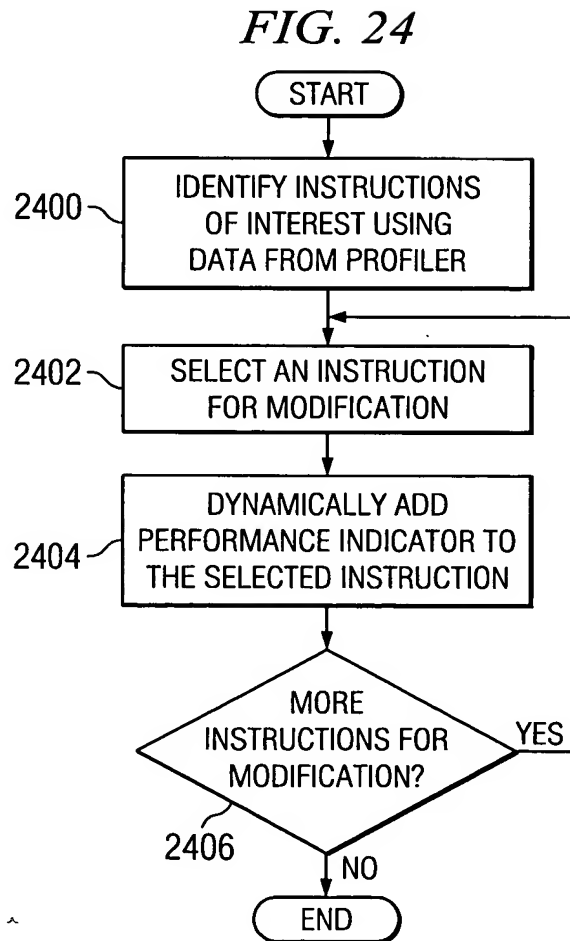 FIG. 24
START
2400
IDENTIFY INSTRUCTIONS
OF INTEREST USING
DATA FROM PROFILER
2402
SELECT AN INSTRUCTION
FOR MODIFICATION
2404
DYNAMICALLY ADD
PERFORMANCE INDICATOR TO
THE SELECTED INSTRUCTION
MORE
INSTRUCTIONS FOR
MODIFICATION?
YES
2406
NO
END